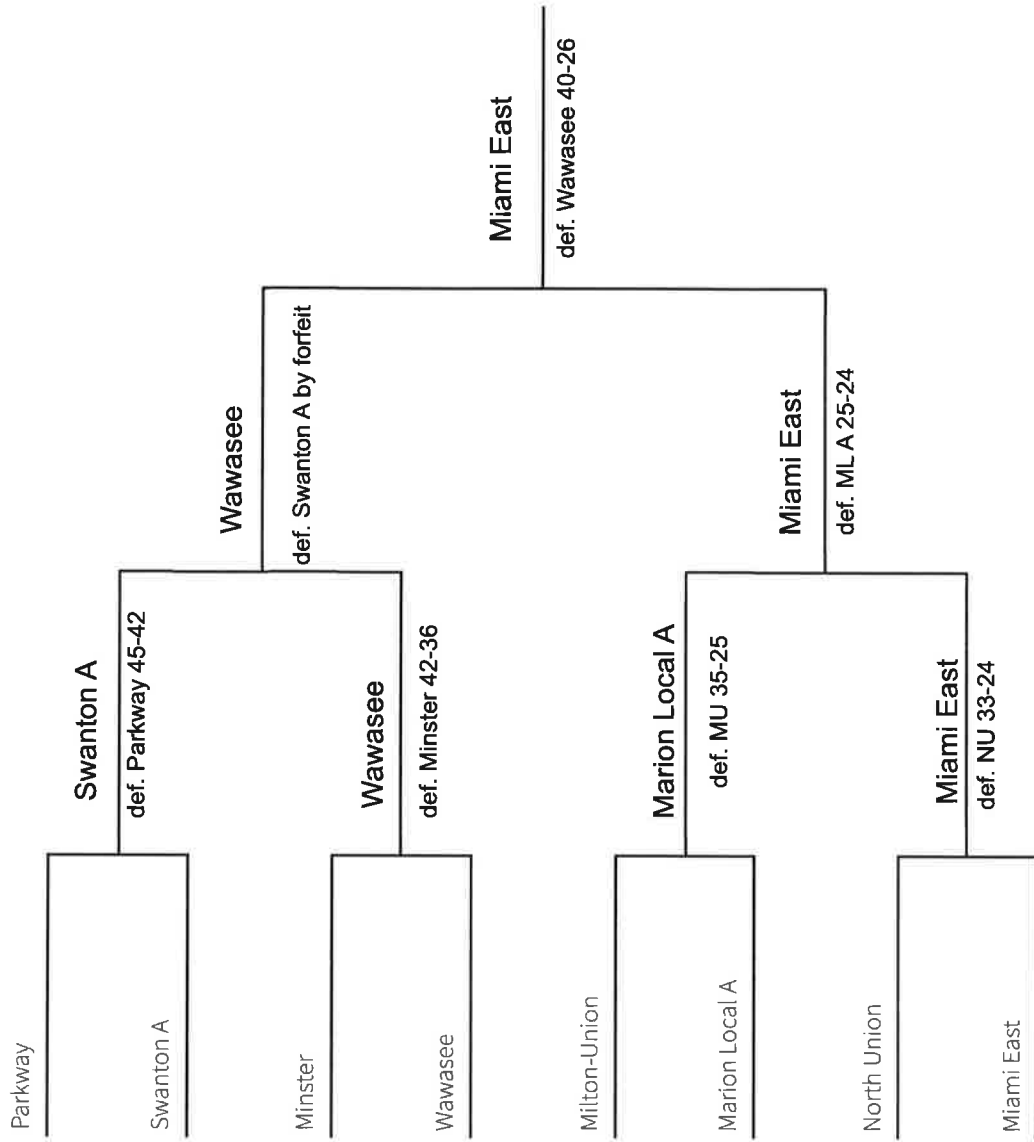 Parkway
Swanton A
Minster
Wawasee
Milton-Union
Marion Local A
North Union
Miami East
Swanton A
def. Parkway 45-42
Wawasee
def. Minster 42-36
Marion Local A
def. MU 35-25
Miami East
def. NU 33-24
Wawasee
def. Swanton A by forfeit
Miami East
def. ML A 25-24
Miami East
def. Wawasee 40-26